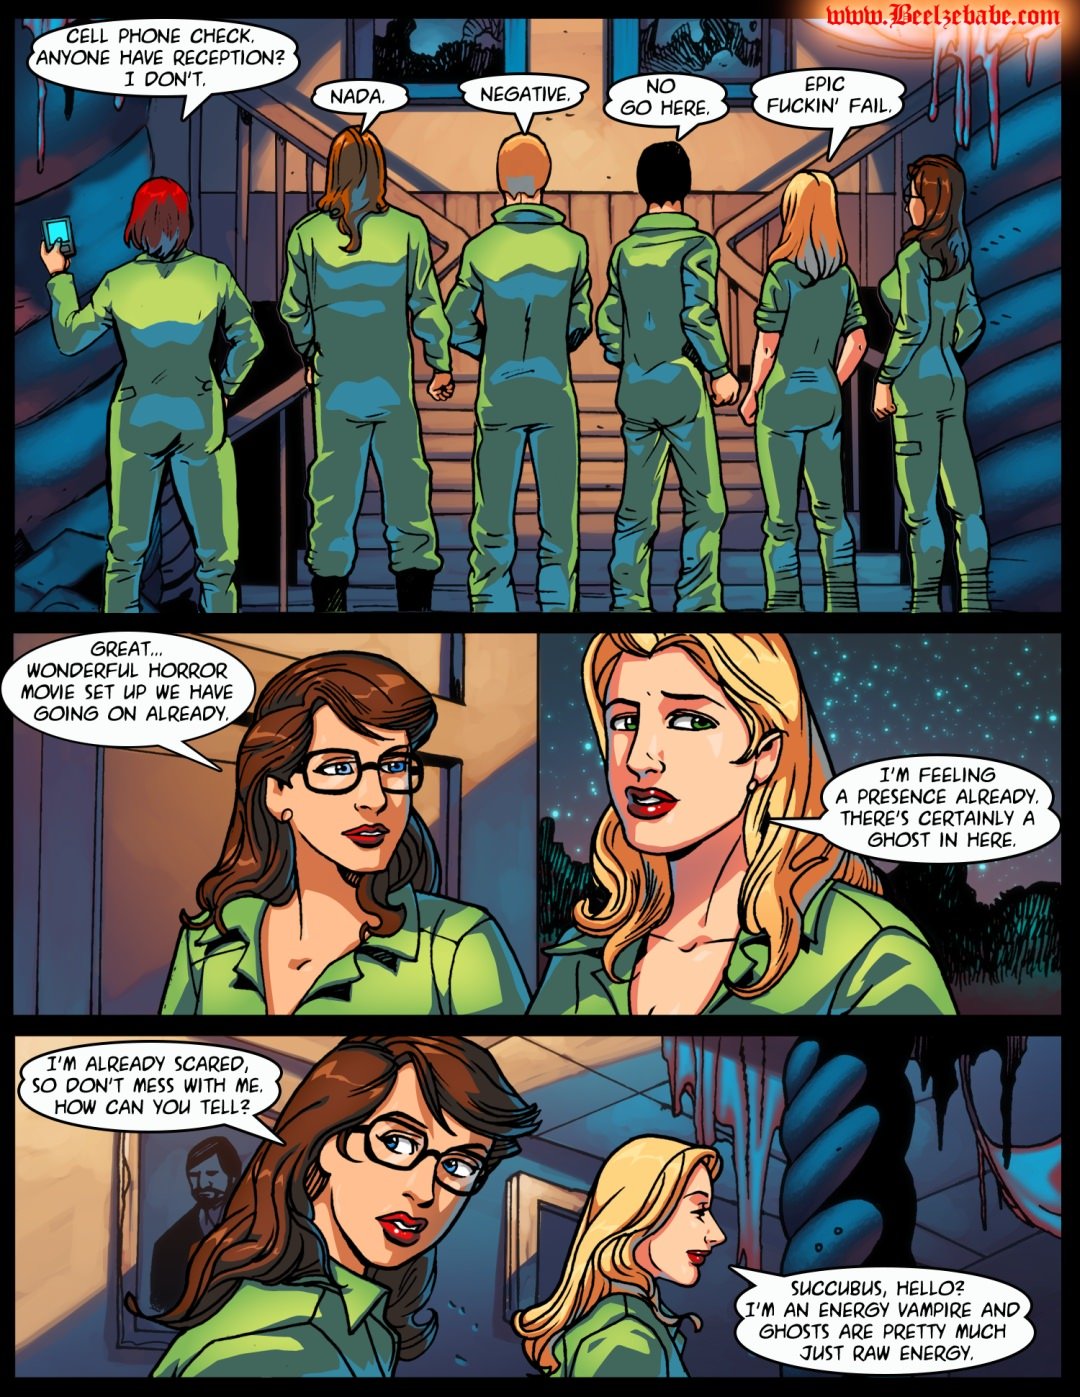 www.Beelzebabe.com
CELL PHONE CHECK.
ANYONE HAVE RECEPTION?
I DON'T.
NADA.
NEGATIVE.
NO
GO HERE.
EPIC
FUCKIN' FAIL.
GREAT...
WONDERFUL HORROR
MOVIE SET UP WE HAVE
GOING ON ALREADY.
I'M FEELING
A PRESENCE ALREADY.
THERE'S CERTAINLY A
GHOST IN HERE.
I'M ALREADY SCARED,
SO DON'T MESS WITH ME.
HOW CAN YOU TELL?
SUCCUBUS, HELLO?
I'M AN ENERGY VAMPIRE AND
GHOSTS ARE PRETTY MUCH
JUST RAW ENERGY.